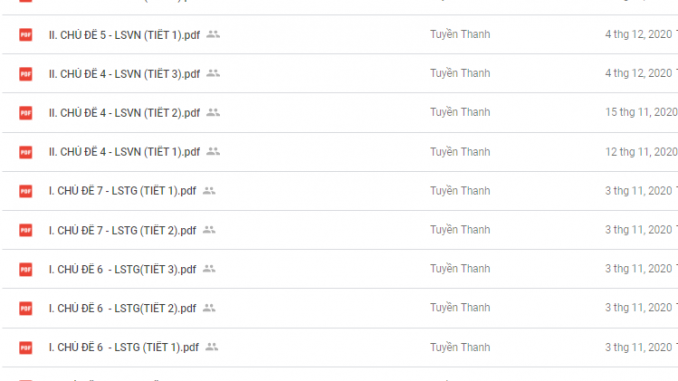 PDF II. CHỦ ĐỀ 5 - LSVN (TIẾT 1).pdf Tuyền Thanh 4 thg 12, 2020
PDF II. CHỦ ĐỀ 4 - LSVN (TIẾT 3).pdf Tuyền Thanh 4 thg 12, 2020
PDF II. CHỦ ĐỀ 4 - LSVN (TIẾT 2).pdf Tuyền Thanh 15 thg 11, 2020
PDF II. CHỦ ĐỀ 4 - LSVN (TIẾT 1).pdf Tuyền Thanh 12 thg 11, 2020
PDF I. CHỦ ĐỀ 7 - LSTG (TIẾT 1).pdf Tuyền Thanh 3 thg 11, 2020
PDF I. CHỦ ĐỀ 7 - LSTG (TIẾT 2).pdf Tuyền Thanh 3 thg 11, 2020
PDF I. CHỦ ĐỀ 6 - LSTG(TIẾT 3).pdf Tuyền Thanh 3 thg 11, 2020
PDF I. CHỦ ĐỀ 6 - LSTG(TIẾT 2).pdf Tuyền Thanh 3 thg 11, 2020
PDF I. CHỦ ĐỀ 6 - LSTG (TIẾT 1).pdf Tuyền Thanh 3 thg 11, 2020